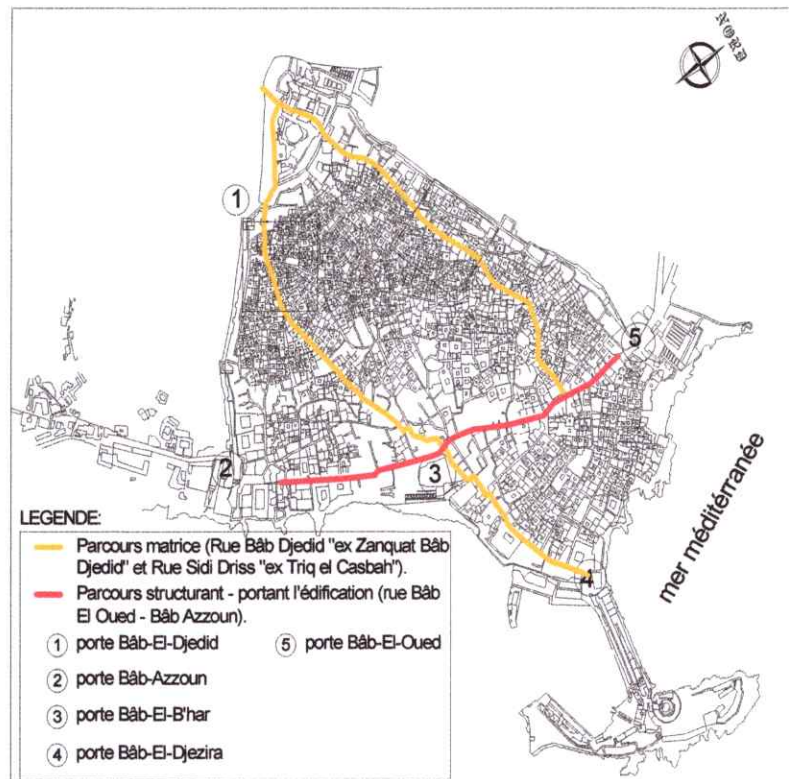 NORD
1
5
2
3
4
mer méditérranée
LEGENDE:
Parcours matrice (Rue Bâb Djedid "ex Zanquat Bâb
Djedid" et Rue Sidi Driss "ex Triq el Casbah").
Parcours structurant - portant l'édification (rue Bâb
El Oued - Bâb Azzoun).
1 porte Bâb-El-Djedid
5 porte Bâb-El-Oued
2 porte Bâb-Azzoun
3 porte Bâb-El-B'har
4 porte Bâb-El-Djezira